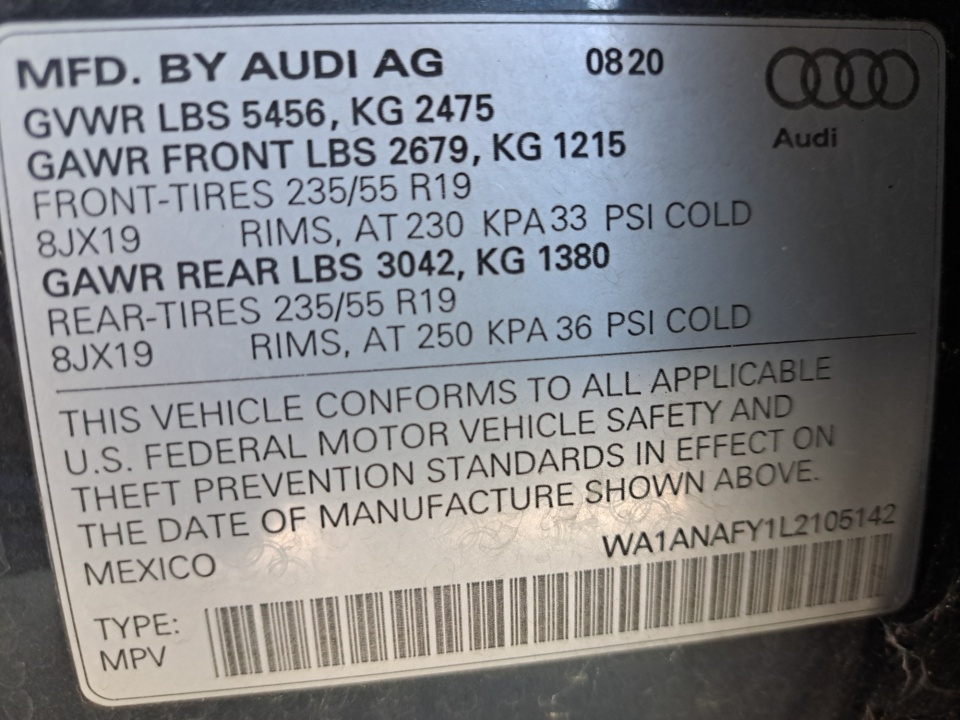 MFD. BY AUDI AG 0820
Audi
GVWR LBS 5456, KG 2475
GAWR FRONT LBS 2679, KG 1215
FRONT-TIRES 235/55 R19
8JX19 RIMS, AT 230 KPA 33 PSI COLD
GAWR REAR LBS 3042, KG 1380
REAR-TIRES 235/55 R19
8JX19 RIMS, AT 250 KPA 36 PSI COLD
THIS VEHICLE CONFORMS TO ALL APPLICABLE
U.S. FEDERAL MOTOR VEHICLE SAFETY AND
THEFT PREVENTION STANDARDS IN EFFECT ON
THE DATE OF MANUFACTURE SHOWN ABOVE.
MEXICO WA1ANAFY1L2105142
TYPE:
MPV